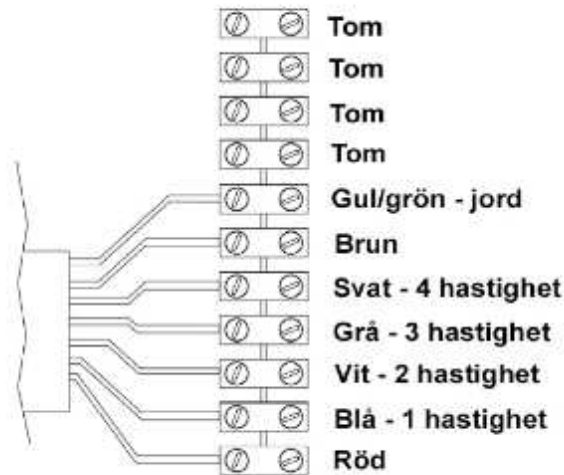 Tom
Tom
Tom
Tom
Gul/grön - jord
Brun
Svat - 4 hastighet
Grå - 3 hastighet
Vit - 2 hastighet
Blå - 1 hastighet
Röd